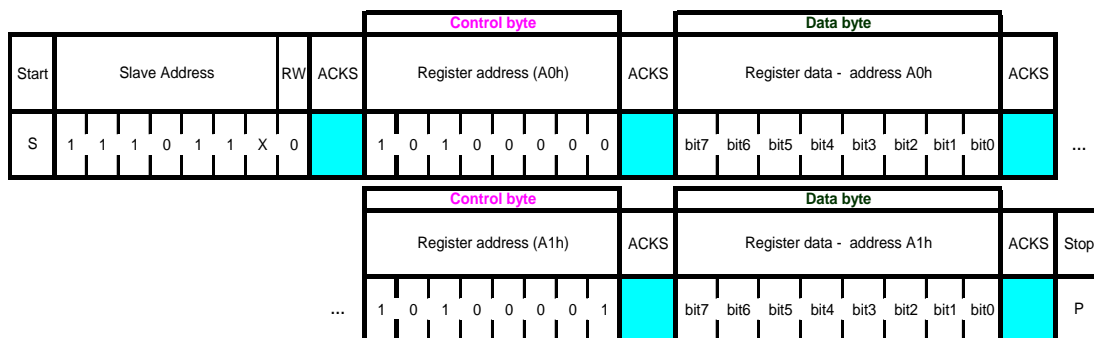 Control byte Data byte
Start Slave Address RW ACKS Register address (A0h) ACKS Register data - address A0h ACKS
S 1 1 1 0 1 1 X 0 1 0 1 0 0 0 0 0 bit7 bit6 bit5 bit4 bit3 bit2 bit1 bit0 ...
Control byte Data byte
Register address (A1h) ACKS Register data - address A1h ACKS Stop
... 1 0 1 0 0 0 0 1 bit7 bit6 bit5 bit4 bit3 bit2 bit1 bit0 P